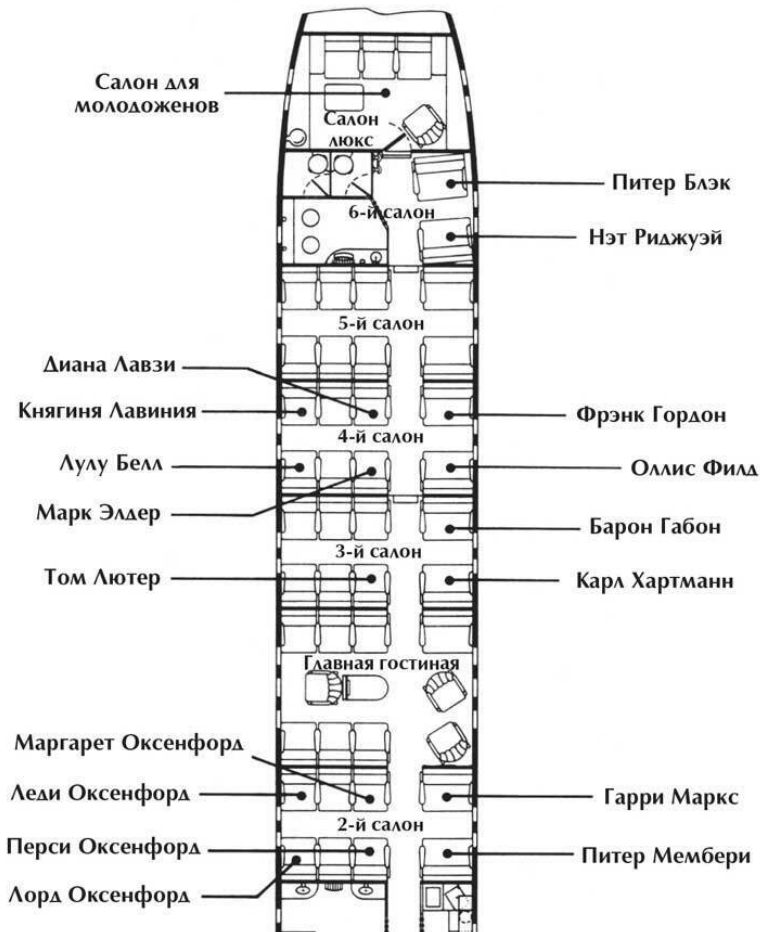 Салон для
молодоженов
Салон
люкс
Питер Блэк
6-й салон
Нэт Риджуэй
5-й салон
Диана Лавзи
Княгиня Лавиния
Фрэнк Гордон
4-й салон
Лулу Белл
Оллис Филд
Марк Элдер
Барон Габон
3-й салон
Том Лютер
Карл Хартманн
Главная гостиная
Маргарет Оксенфорд
Леди Оксенфорд
Гарри Маркс
2-й салон
Перси Оксенфорд
Питер Мембери
Лорд Оксенфорд